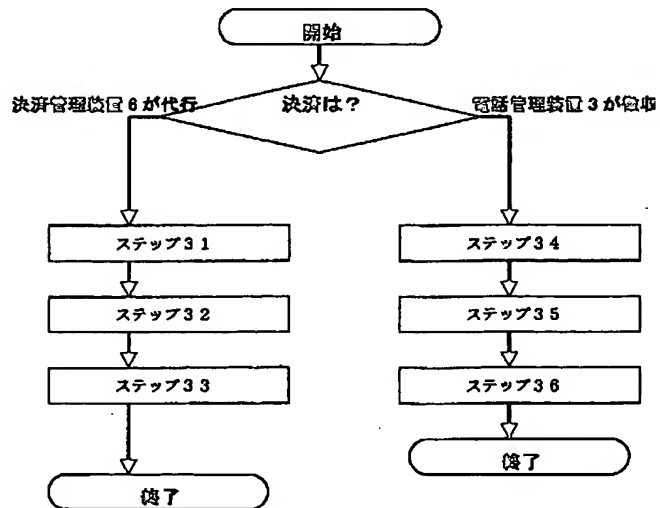 開始
決済は？
決済管理装置６が代行
電話管理装置３が徴収
ステップ３１
ステップ３４
ステップ３２
ステップ３５
ステップ３３
ステップ３６
終了
終了